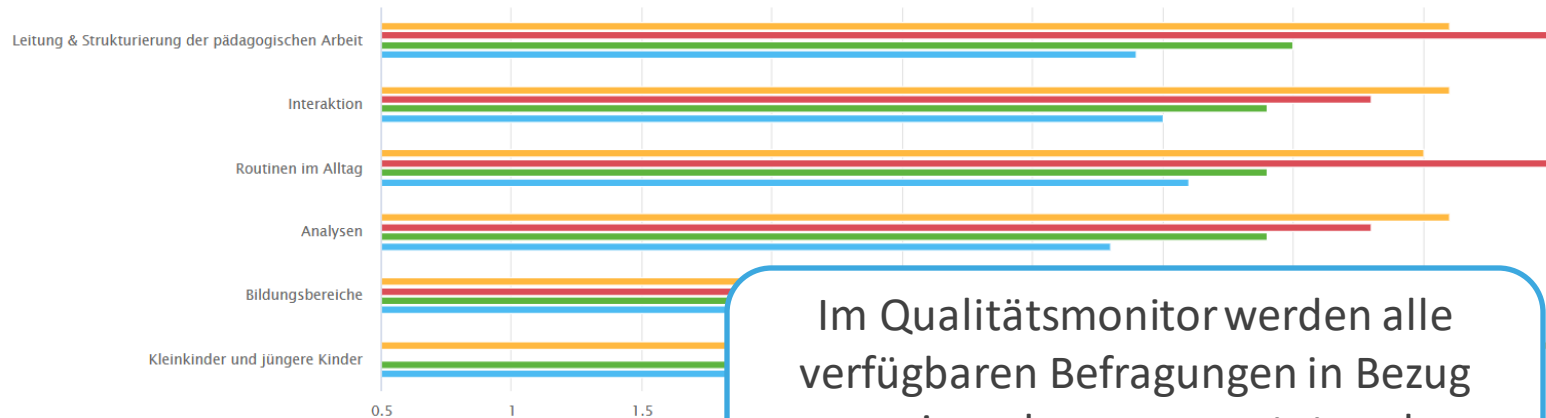 Leitung & Strukturierung der pädagogischen Arbeit
Interaktion
Routinen im Alltag
Analysen
Bildungsbereiche
Kleinkinder und jüngere Kinder
0.5 1 1.5
Im Qualitätsmonitor werden alle
verfügbaren Befragungen in Bezug